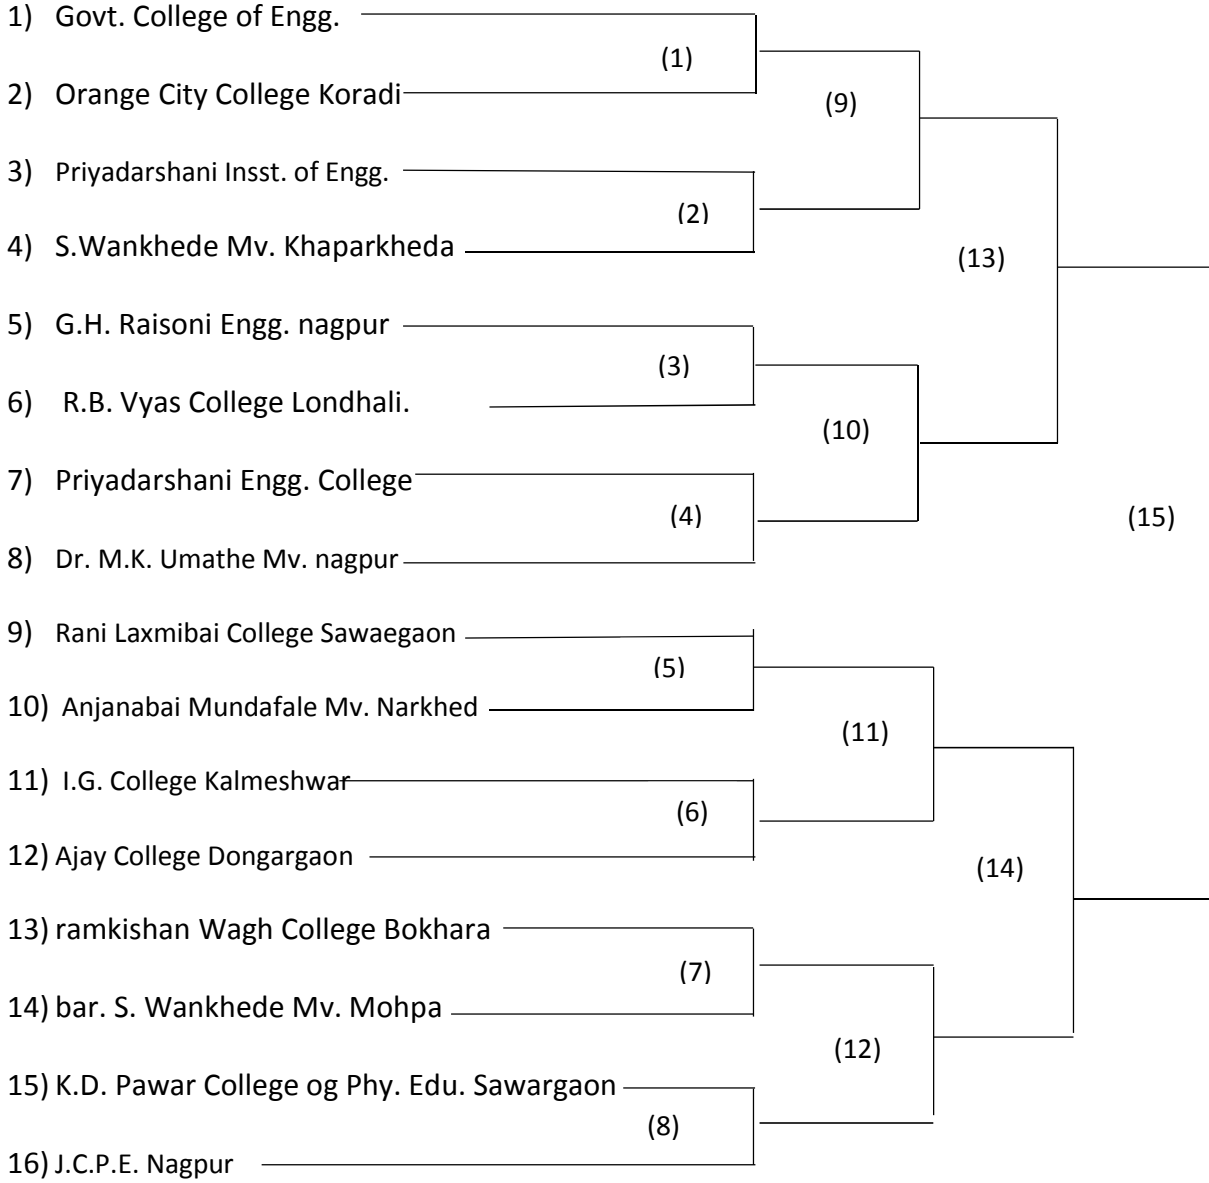 1) Govt. College of Engg.
(1)
2) Orange City College Koradi
(9)
3) Priyadarshani Insst. of Engg.
(2)
4) S.Wankhede Mv. Khaparkheda
(13)
5) G.H. Raisoni Engg. nagpur
(3)
6) R.B. Vyas College Londhali.
(10)
7) Priyadarshani Engg. College
(4)
(15)
8) Dr. M.K. Umathe Mv. nagpur
9) Rani Laxmibai College Sawaegaon
(5)
10) Anjanabai Mundafale Mv. Narkhed
(11)
11) I.G. College Kalmeshwar
(6)
12) Ajay College Dongargaon
(14)
13) ramkishan Wagh College Bokhara
(7)
14) bar. S. Wankhede Mv. Mohpa
(12)
15) K.D. Pawar College og Phy. Edu. Sawargaon
(8)
16) J.C.P.E. Nagpur